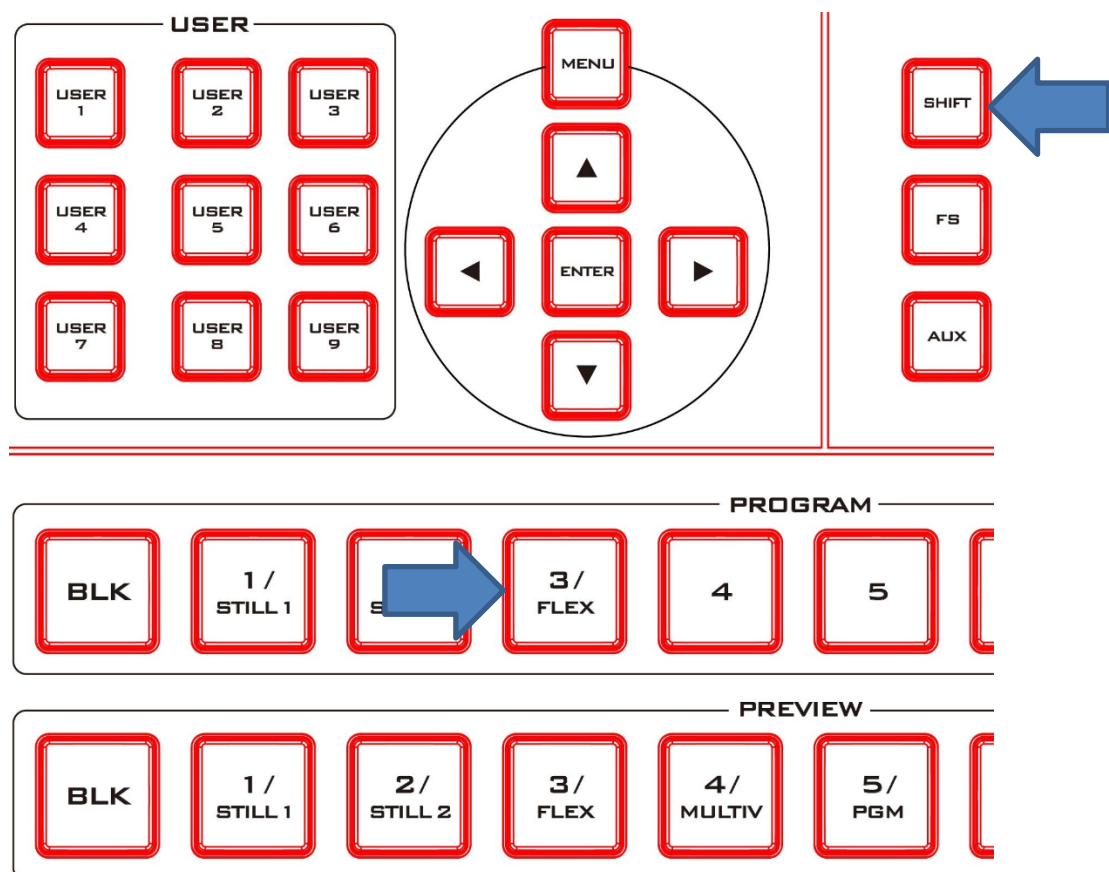 USER
USER
1
USER
2
USER
3
USER
4
USER
5
USER
6
USER
7
USER
8
USER
9
MENU
ENTER
SHIFT
FS
AUX
PROGRAM
BLK
1/
STILL 1
3/
FLEX
4
5
PREVIEW
BLK
1/
STILL 1
2/
STILL 2
3/
FLEX
4/
MULTIV
5/
PGM